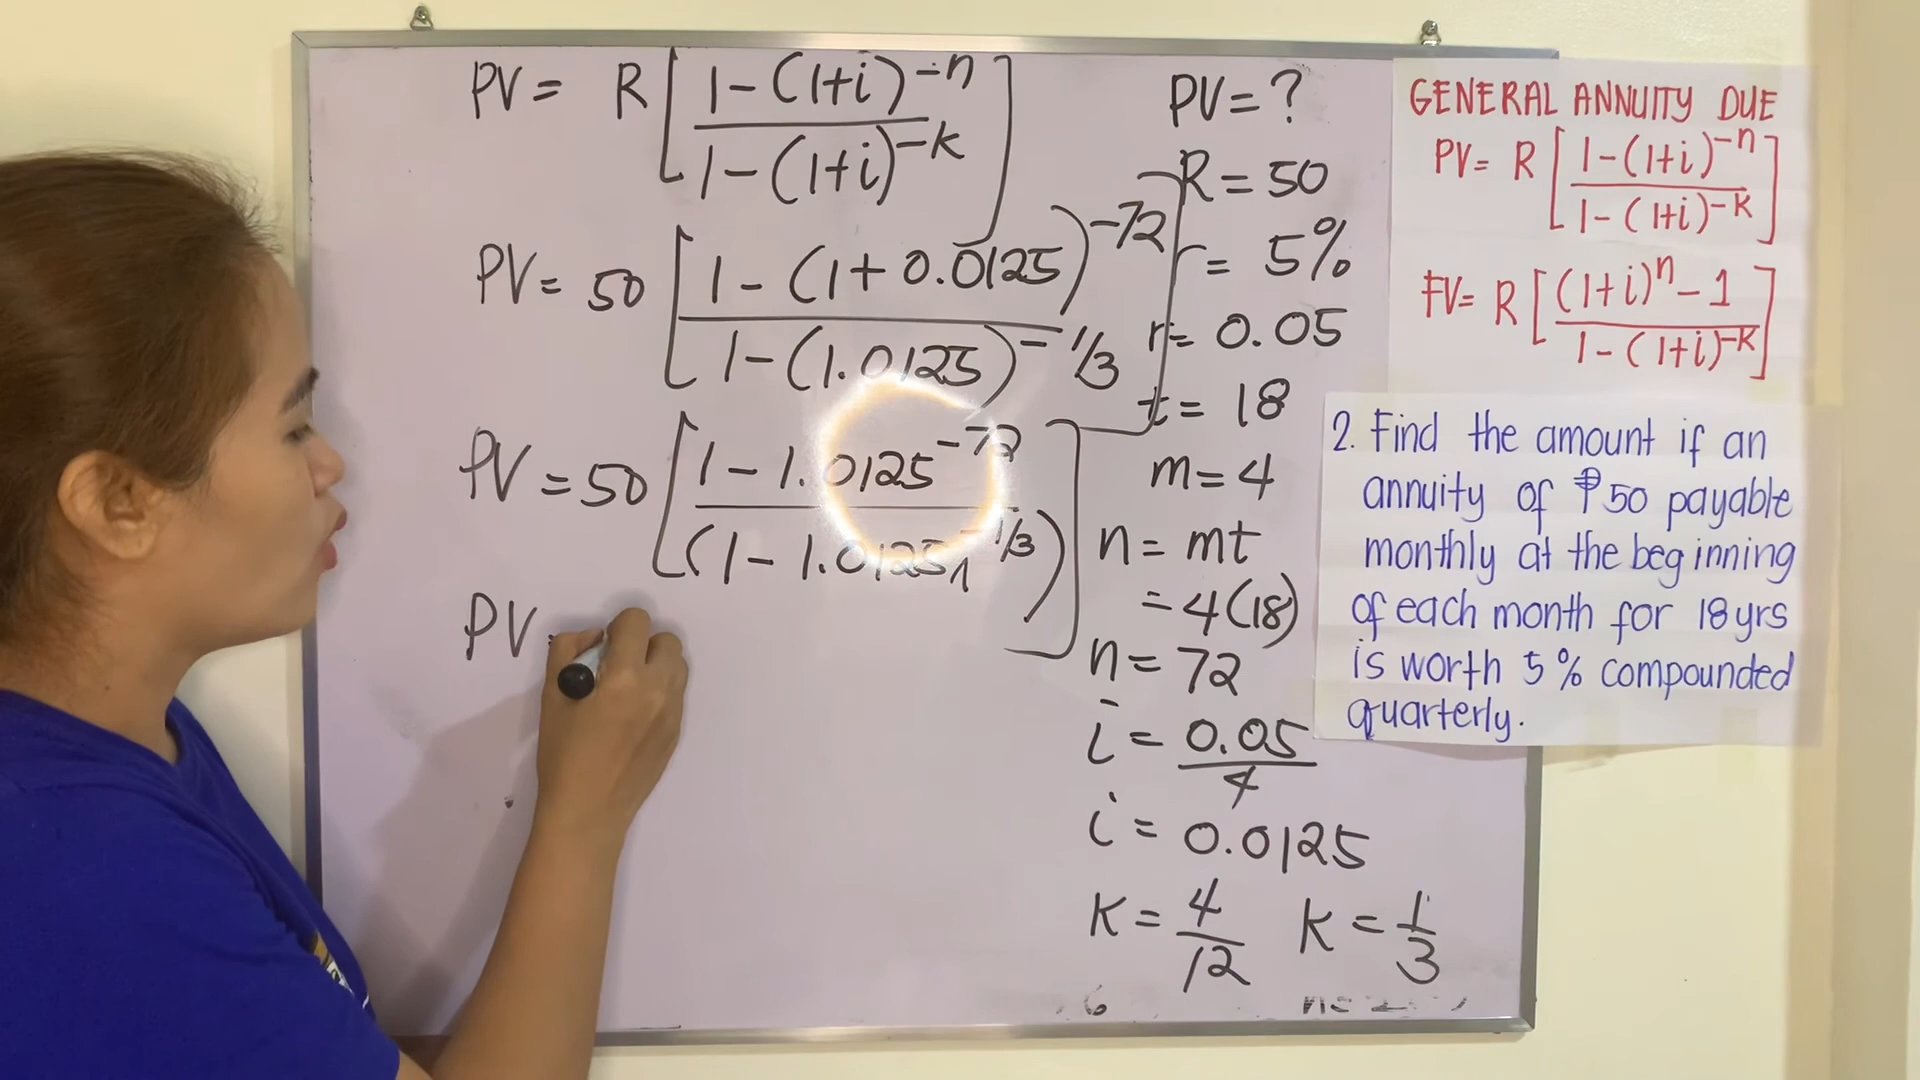 PV = R [ 1-(1+i)^-n / 1-(1+i)^-k ]
PV = 50 [ 1-(1+0.0125)^-72 / 1-(1.0125)^-1/3 ]
PV = 50 [ 1-1.0125^-72 / (1-1.0125^-1/3) ]
PV =
PV = ?
R = 50
r = 5%
r = 0.05
t = 18
m = 4
n = mt
= 4(18)
n = 72
i = 0.05 / 4
i = 0.0125
K = 4/12 K = 1/3
GENERAL ANNUITY DUE
PV = R [ 1-(1+i)^-n / 1-(1+i)^-k ]
FV = R [ (1+i)^n - 1 / 1-(1+i)^-k ]
2. Find the amount if an
annuity of ₱50 payable
monthly at the beginning
of each month for 18 yrs
is worth 5% compounded
quarterly.